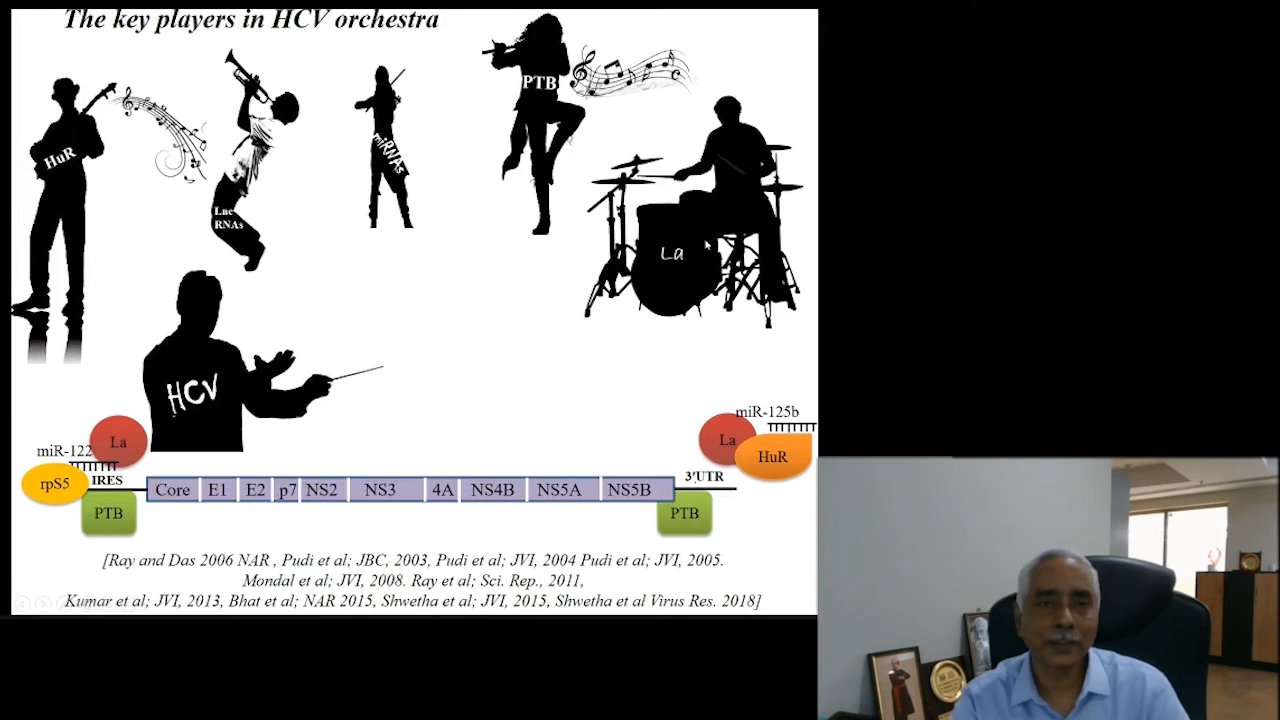 The key players in HCV orchestra
HuR
Lnc
RNAs
miRNAs
PTB
La
HCV
miR-122
La
rpS5
IRES
PTB
Core E1 E2 p7 NS2 NS3 4A NS4B NS5A NS5B
miR-125b
La
HuR
3'UTR
PTB
[Ray and Das 2006 NAR , Pudi et al; JBC, 2003, Pudi et al; JVI, 2004 Pudi et al; JVI, 2005.
Mondal et al; JVI, 2008. Ray et al; Sci. Rep., 2011,
Kumar et al; JVI, 2013, Bhat et al; NAR 2015, Shwetha et al; JVI, 2015, Shwetha et al Virus Res. 2018]